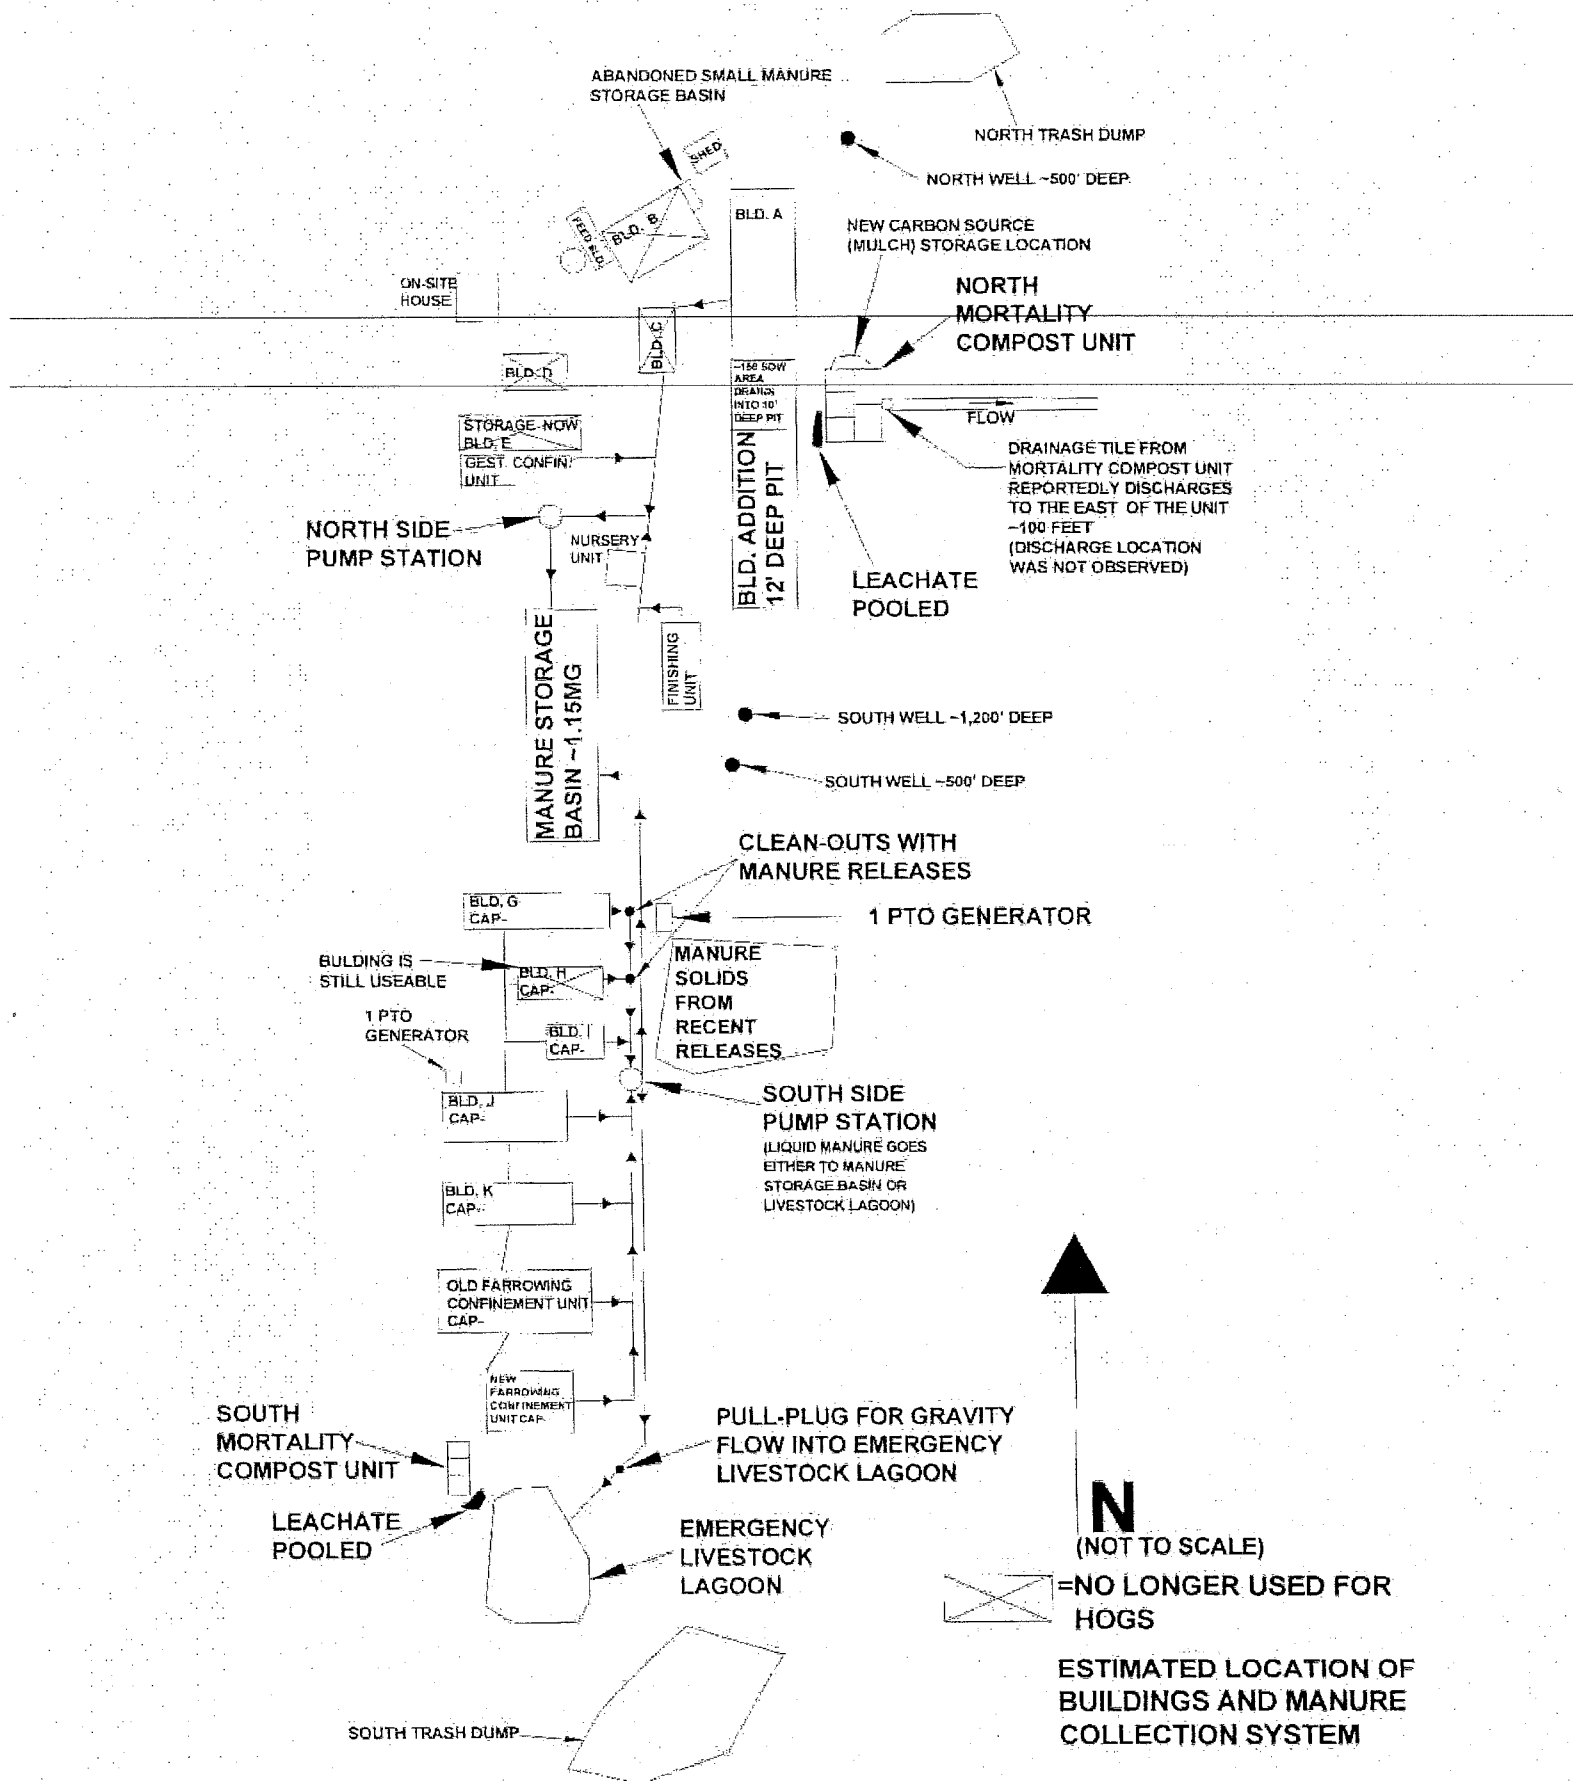 ABANDONED SMALL MANURE
STORAGE BASIN
NORTH TRASH DUMP
SHED
NORTH WELL ~500' DEEP
BLD. A
FEED BLD.
BLD. B
NEW CARBON SOURCE
(MULCH) STORAGE LOCATION
ON-SITE
HOUSE
NORTH
MORTALITY
COMPOST UNIT
BLD. C
BLD. D
~150 SOW
AREA
DRAINS
INTO 10'
DEEP PIT
FLOW
STORAGE NOW
BLD. E
GEST. CONFIN.
UNIT
DRAINAGE TILE FROM
MORTALITY COMPOST UNIT
REPORTEDLY DISCHARGES
TO THE EAST OF THE UNIT
~100 FEET
(DISCHARGE LOCATION
WAS NOT OBSERVED)
BLD. ADDITION
12' DEEP PIT
NORTH SIDE
PUMP STATION
NURSERY
UNIT
LEACHATE
POOLED
MANURE STORAGE
BASIN ~1.15MG
FINISHING
UNIT
SOUTH WELL ~1,200' DEEP
SOUTH WELL ~500' DEEP
CLEAN-OUTS WITH
MANURE RELEASES
BLD. G
CAP-
1 PTO GENERATOR
BULDING IS
STILL USEABLE
BLD. H
CAP-
MANURE
SOLIDS
FROM
RECENT
RELEASES
1 PTO
GENERATOR
BLD. I
CAP-
BLD. J
CAP-
SOUTH SIDE
PUMP STATION
(LIQUID MANURE GOES
EITHER TO MANURE
STORAGE BASIN OR
LIVESTOCK LAGOON)
BLD. K
CAP-
OLD FARROWING
CONFINEMENT UNIT
CAP-
NEW
FARROWING
CONFINEMENT
UNIT CAP-
SOUTH
MORTALITY
COMPOST UNIT
PULL-PLUG FOR GRAVITY
FLOW INTO EMERGENCY
LIVESTOCK LAGOON
LEACHATE
POOLED
EMERGENCY
LIVESTOCK
LAGOON
N
(NOT TO SCALE)
=NO LONGER USED FOR
HOGS
ESTIMATED LOCATION OF
BUILDINGS AND MANURE
COLLECTION SYSTEM
SOUTH TRASH DUMP